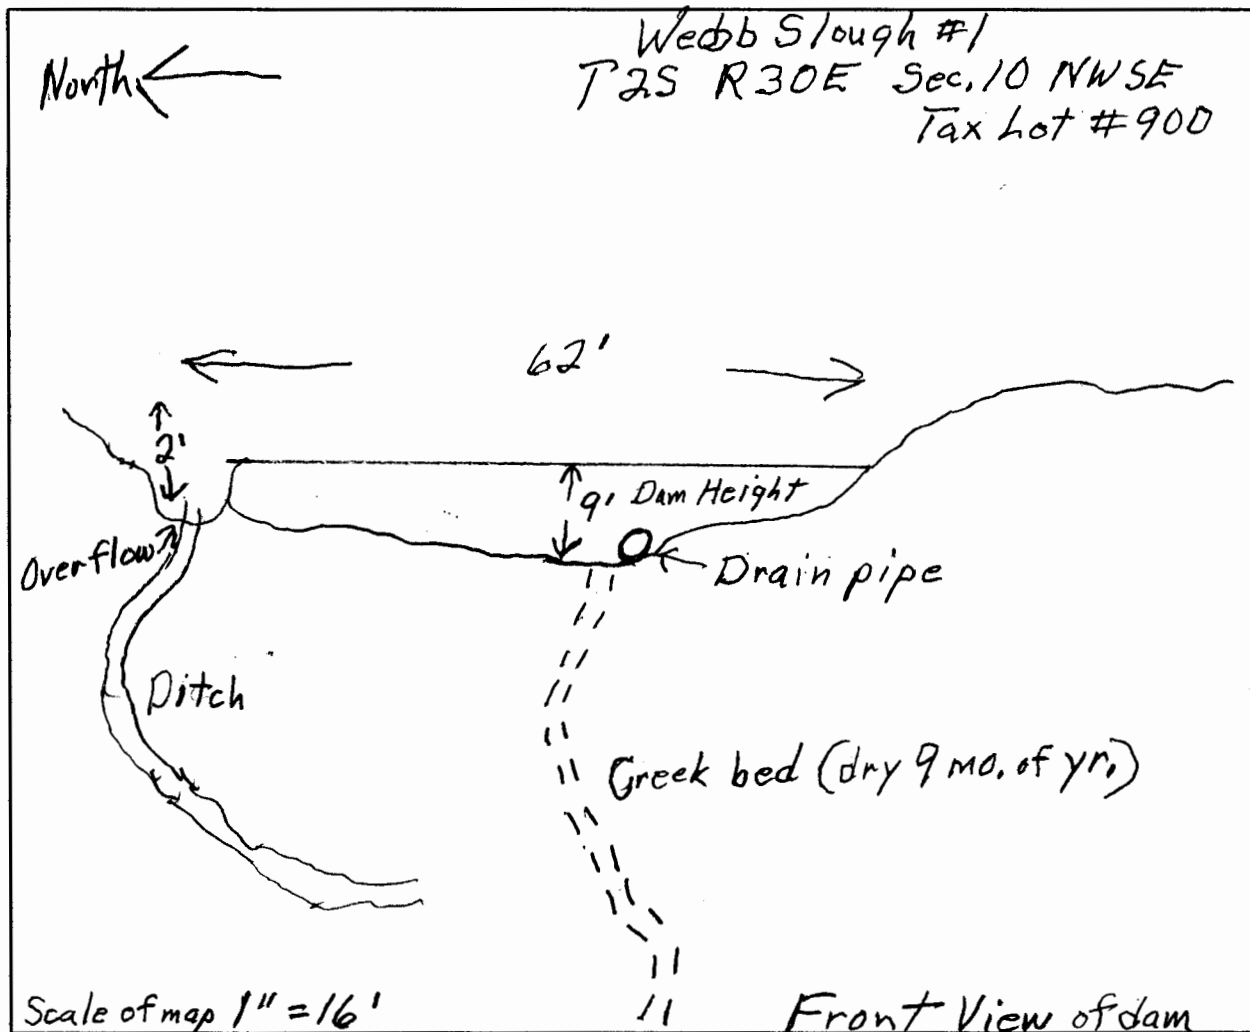 Webb Slough #1
North
T2S R30E Sec.10 NWSE
Tax Lot #900
62'
2'
9' Dam Height
Overflow
Drain pipe
Ditch
Creek bed (dry 9 mo. of yr.)
Scale of map 1" = 16'
Front View of dam